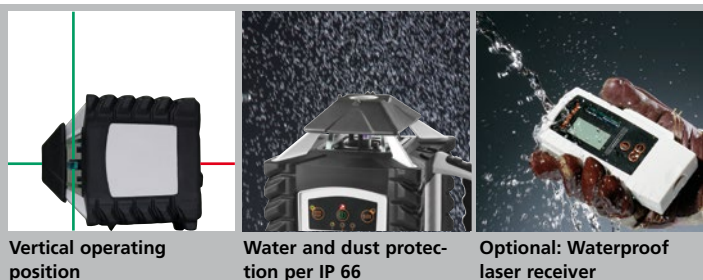 Vertical operating
position
Water and dust protec-
tion per IP 66
Optional: Waterproof
laser receiver